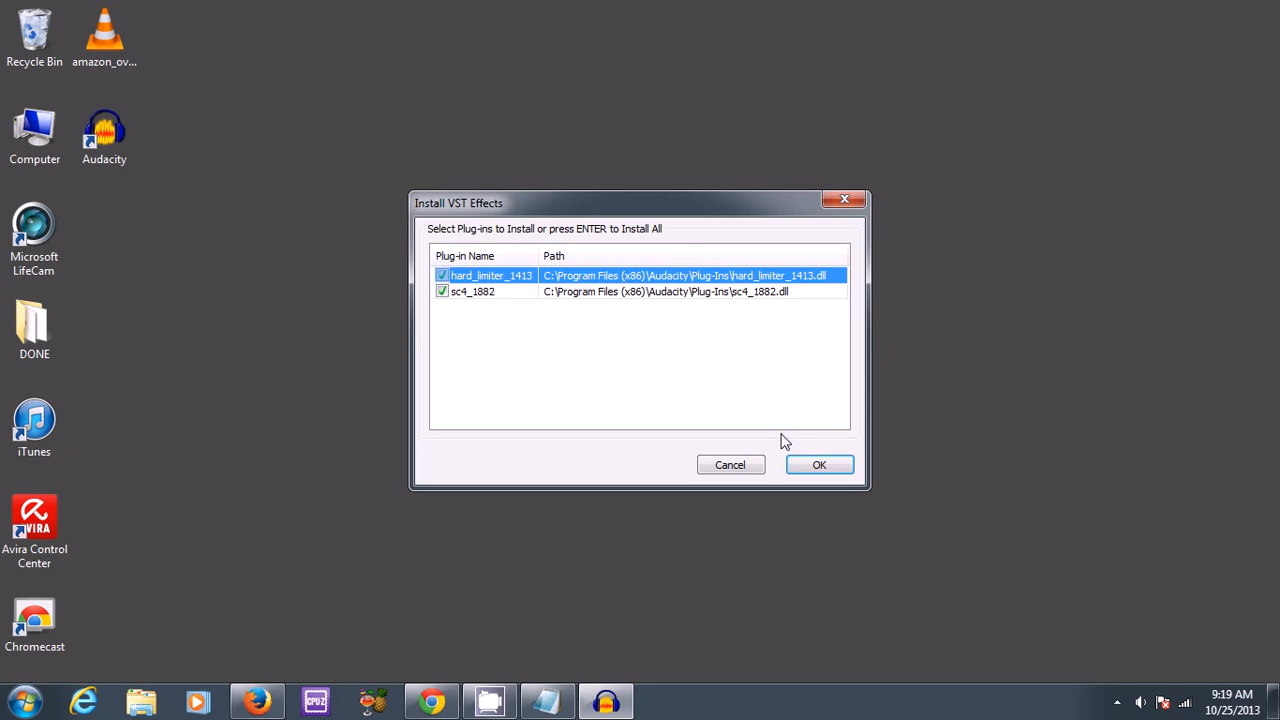 Recycle Bin
amazon_ov...
Computer
Audacity
Microsoft
LifeCam
DONE
iTunes
AVIRA
Avira Control
Center
Chromecast
Install VST Effects
Select Plug-ins to Install or press ENTER to Install All
Plug-in Name Path
hard_limiter_1413 C:\Program Files (x86)\Audacity\Plug-Ins\hard_limiter_1413.dll
sc4_1882 C:\Program Files (x86)\Audacity\Plug-Ins\sc4_1882.dll
Cancel OK
CPUZ
9:19 AM
10/25/2013